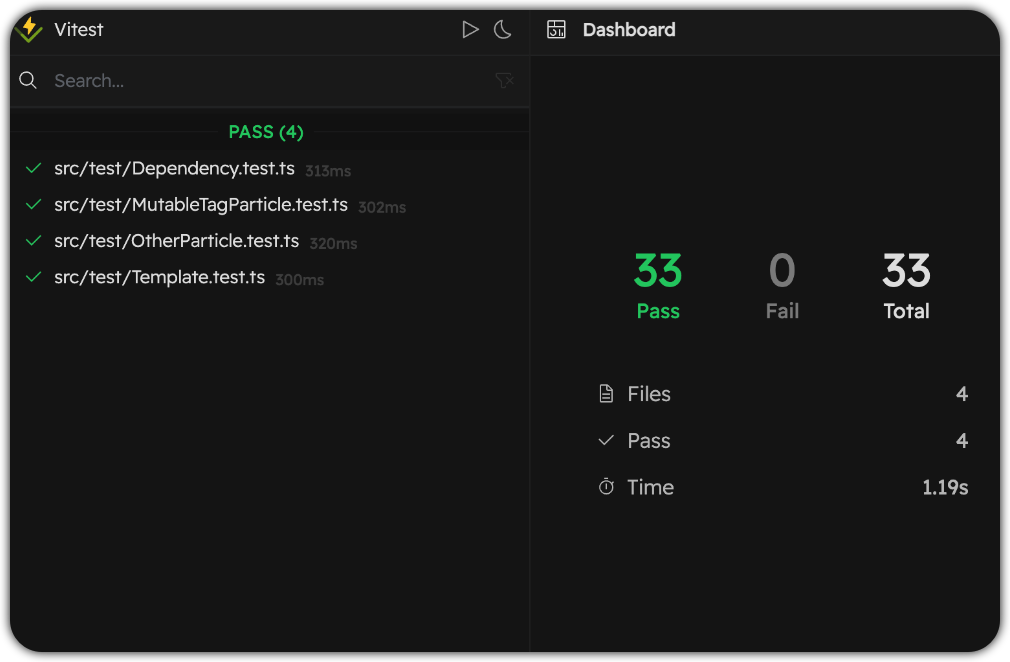 Vitest
Search...
PASS (4)
src/test/Dependency.test.ts 313ms
src/test/MutableTagParticle.test.ts 302ms
src/test/OtherParticle.test.ts 320ms
src/test/Template.test.ts 300ms
Dashboard
33 0 33
Pass Fail Total
Files 4
Pass 4
Time 1.19s